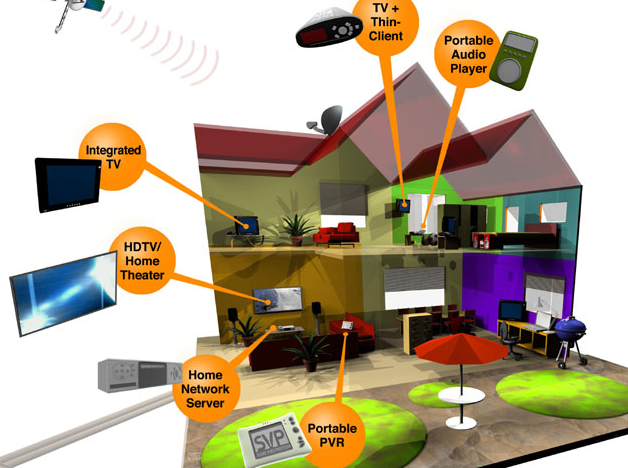 TV +
Thin-
Client
Portable
Audio
Player
Integrated
TV
HDTV/
Home
Theater
Home
Network
Server
Portable
PVR
SVP